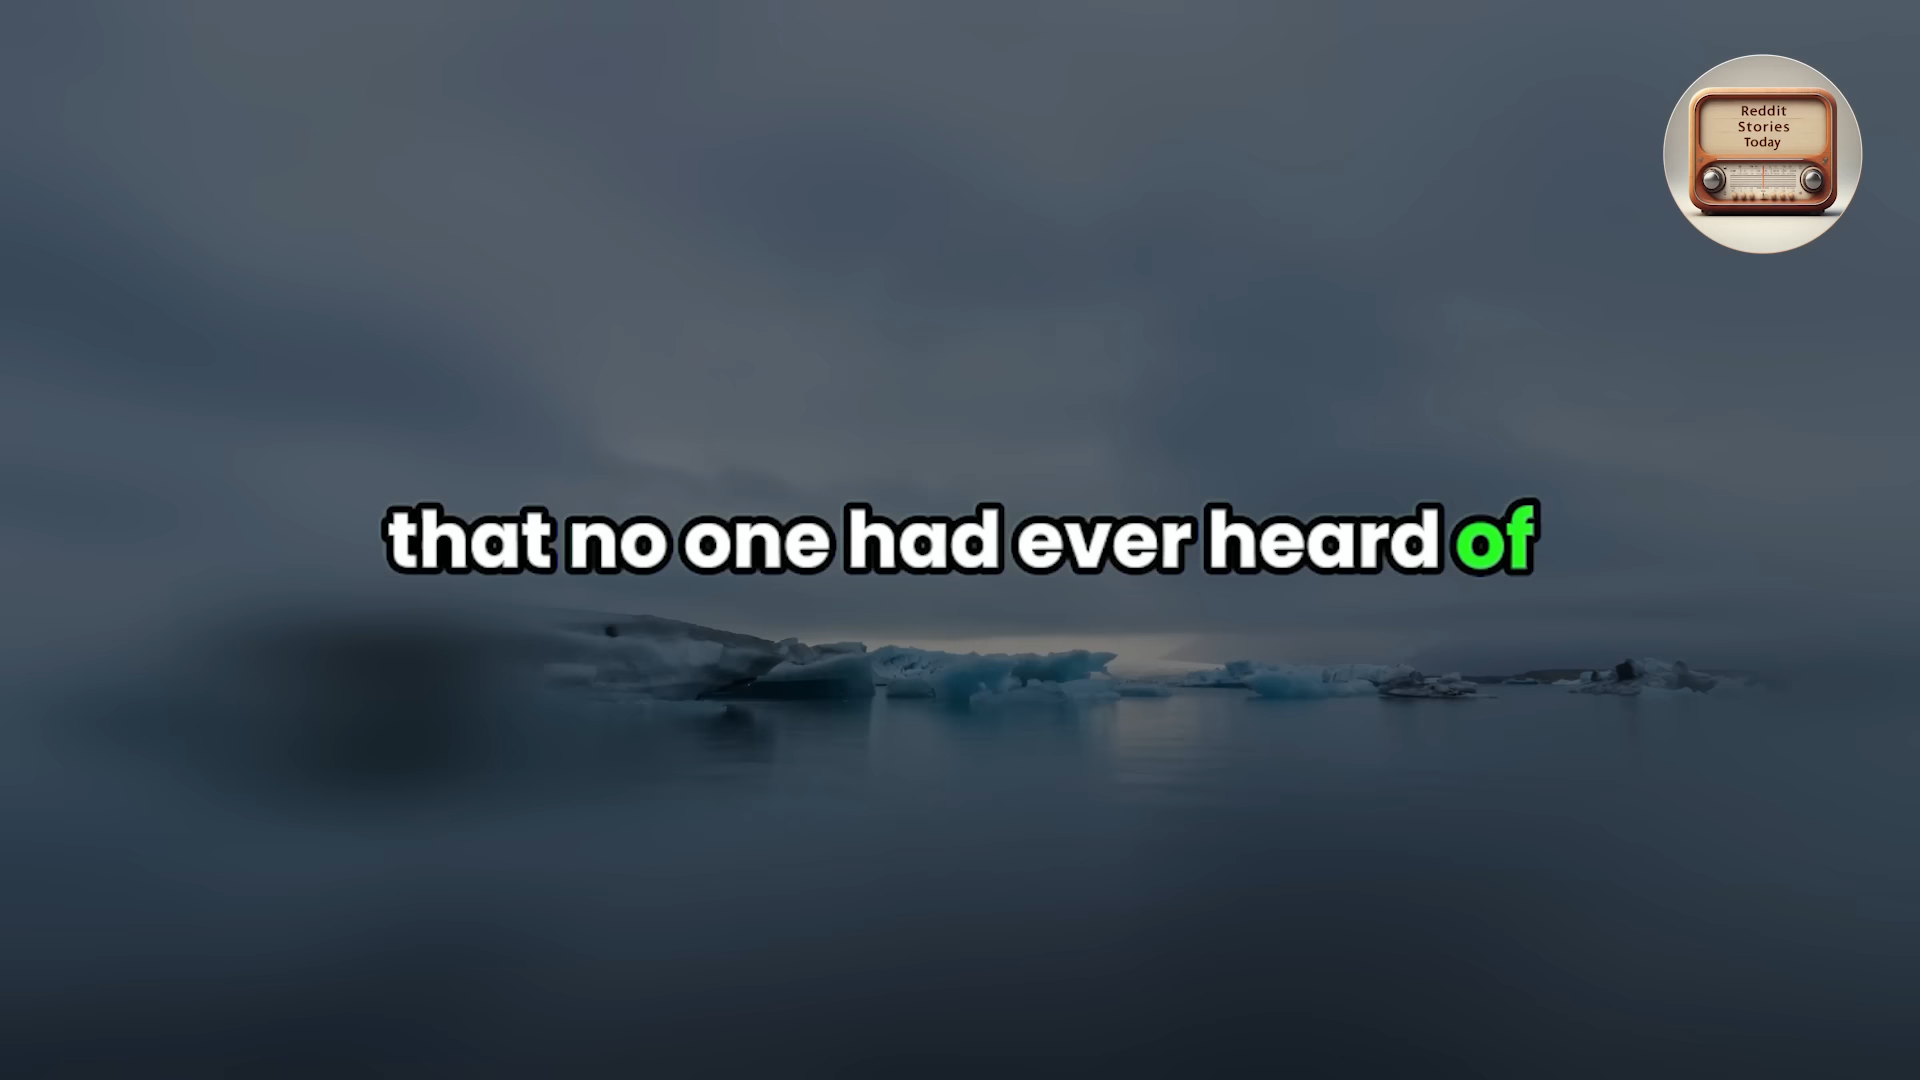 Reddit
Stories
Today
that no one had ever heard of